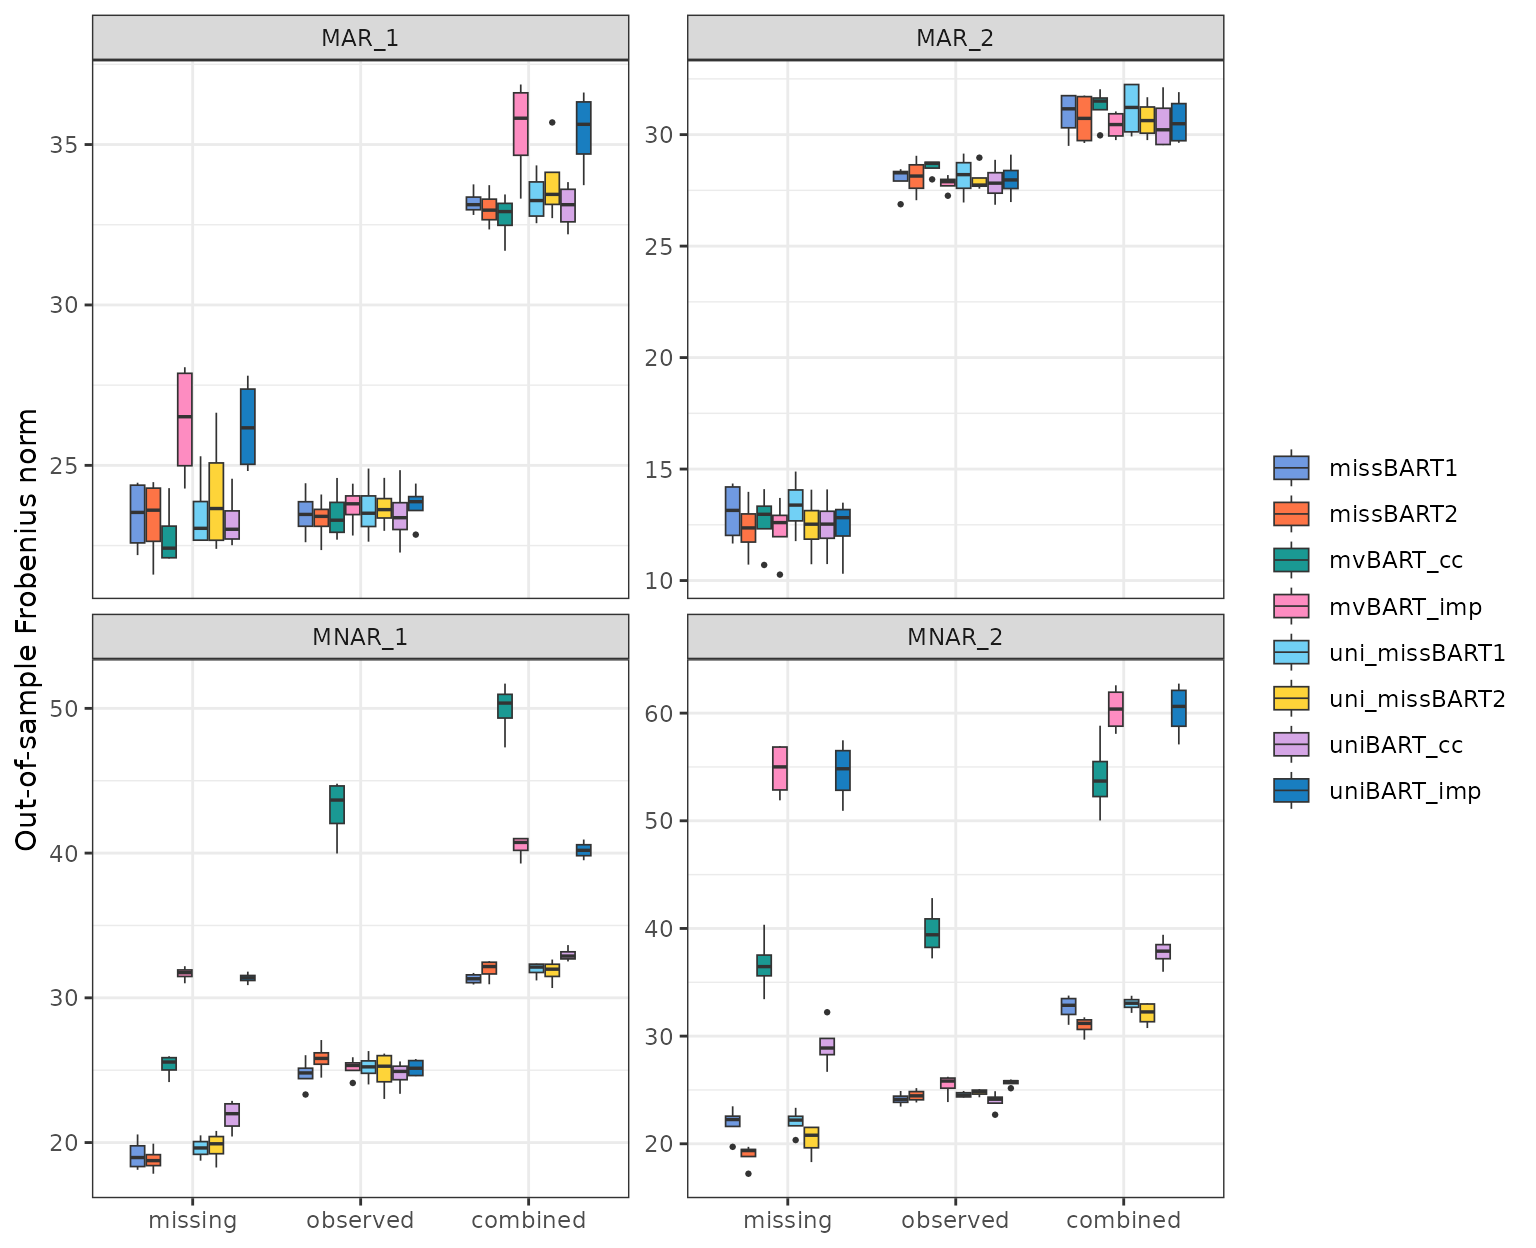 MAR_1
MAR_2
35
30
25
30
25
20
15
10
Out-of-sample Frobenius norm
MNAR_1
MNAR_2
50
40
30
20
60
50
40
30
20
missing
observed
combined
missing
observed
combined
missBART1
missBART2
mvBART_cc
mvBART_imp
uni_missBART1
uni_missBART2
uniBART_cc
uniBART_imp